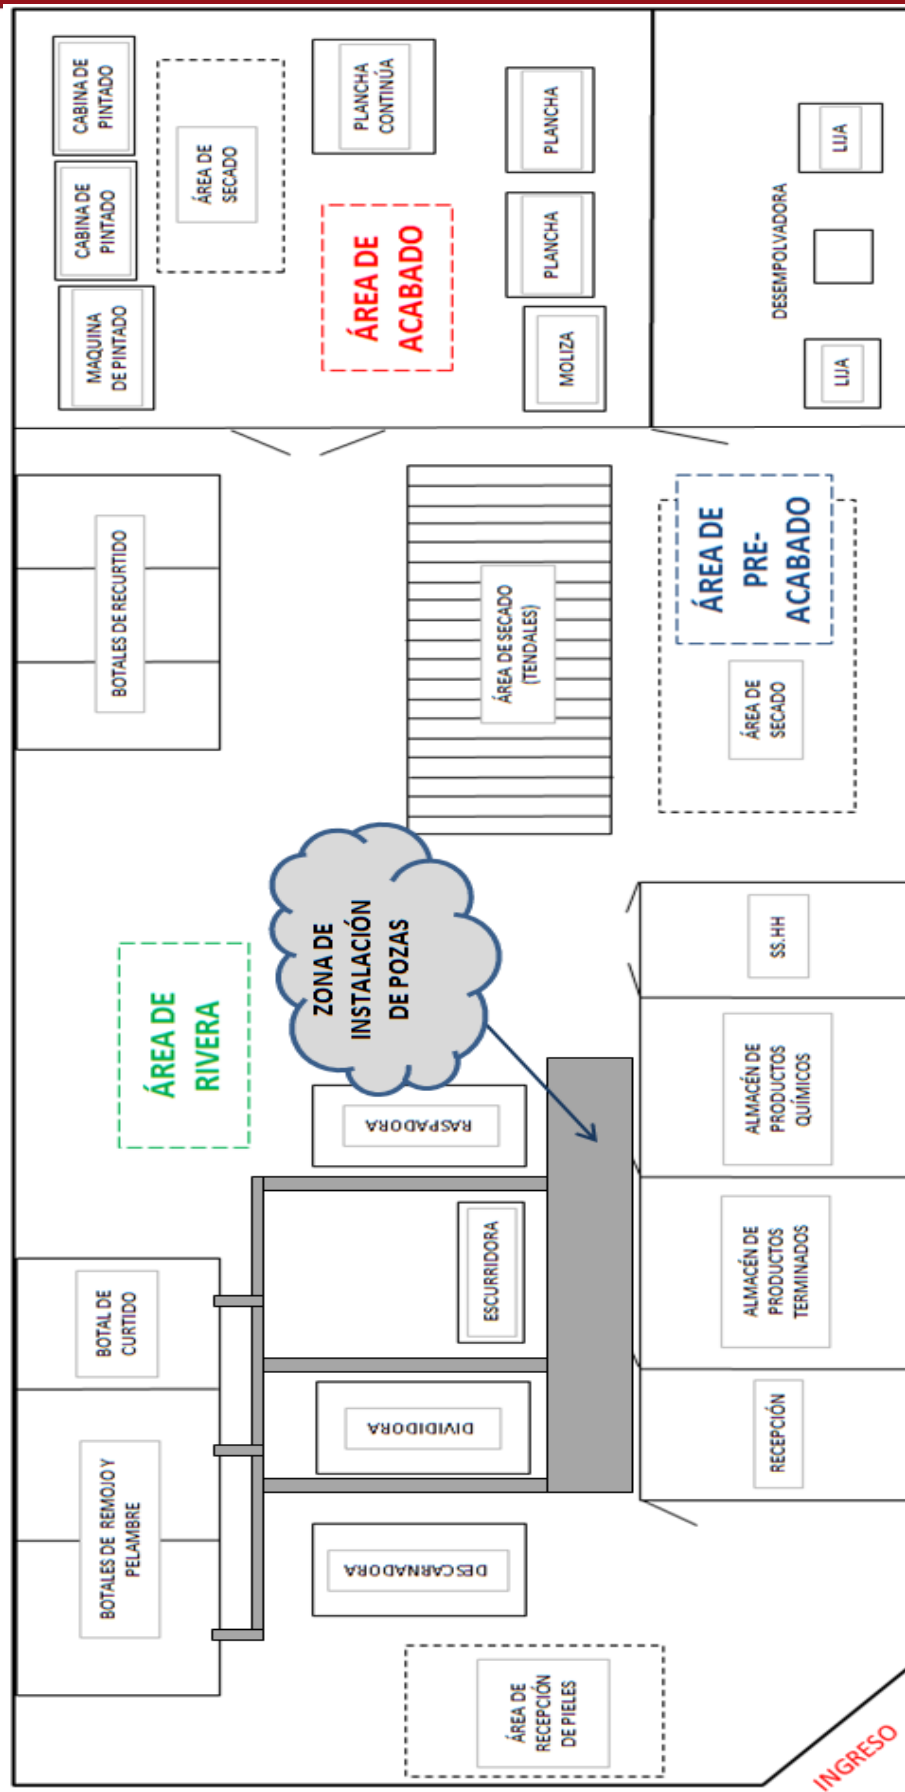 CABINA DE
PINTADO
CABINA DE
PINTADO
MAQUINA
DE PINTADO
ÁREA DE
SECADO
PLANCHA
CONTINÚA
PLANCHA
PLANCHA
MOLIZA
ÁREA DE
ACABADO
LIJA
DESEMPOLVADORA
LIJA
BOTALES DE RECURTIDO
ÁREA DE SECADO
(TENDALES)
ÁREA DE
PRE-
ACABADO
ÁREA DE
SECADO
ÁREA DE
RIVERA
ZONA DE
INSTALACIÓN
DE POZAS
SS.HH
ALMACÉN DE
PRODUCTOS
QUÍMICOS
RASPADORA
ESCURRIDORA
ALMACÉN DE
PRODUCTOS
TERMINADOS
BOTAL DE
CURTIDO
DIVIDIDORA
RECEPCIÓN
BOTALES DE REMOJO Y
PELAMBRE
DESCARNADORA
ÁREA DE
RECEPCIÓN
DE PIELES
INGRESO